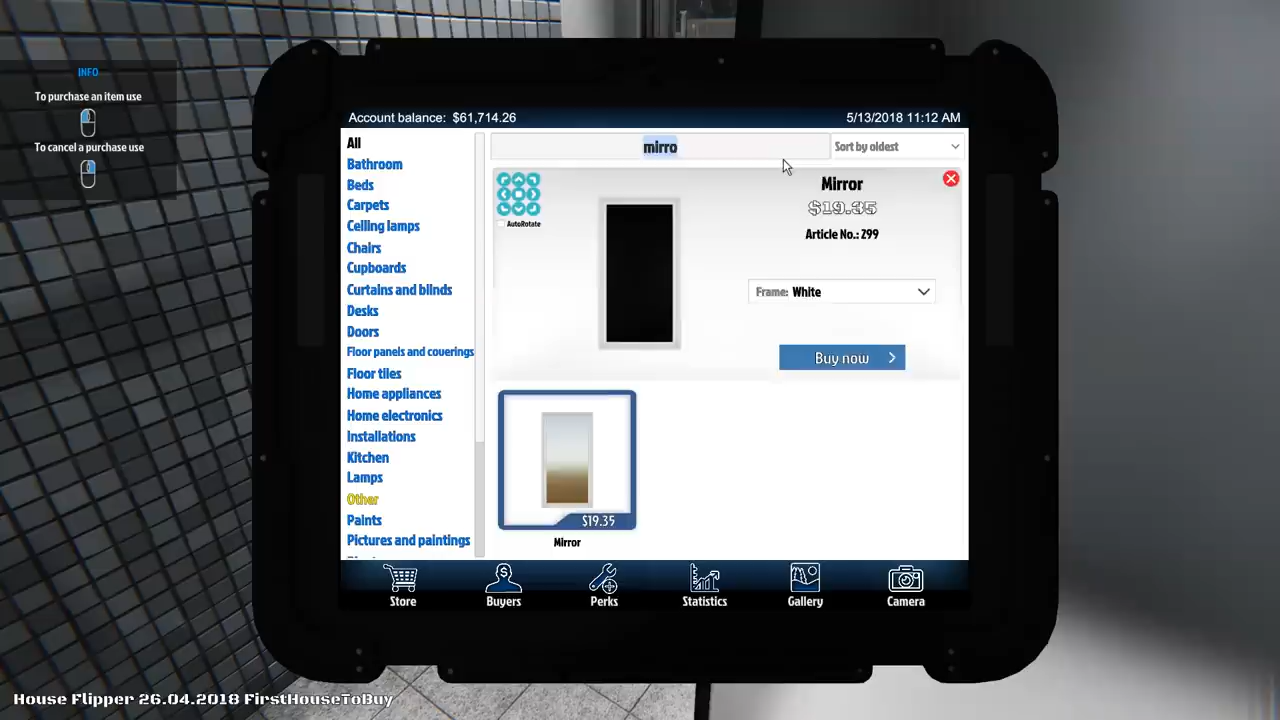 INFO
To purchase an item use
To cancel a purchase use
Account balance: $61,714.26
5/13/2018 11:12 AM
All
Bathroom
Beds
Carpets
Ceiling lamps
Chairs
Cupboards
Curtains and blinds
Desks
Doors
Floor panels and coverings
Floor tiles
Home appliances
Home electronics
Installations
Kitchen
Lamps
Other
Paints
Pictures and paintings
mirro
Sort by oldest
AutoRotate
Mirror
$19.35
Article No.: 299
Frame: White
Buy now
$19.35
Mirror
Store
Buyers
Perks
Statistics
Gallery
Camera
House Flipper 26.04.2018 FirstHouseToBuy